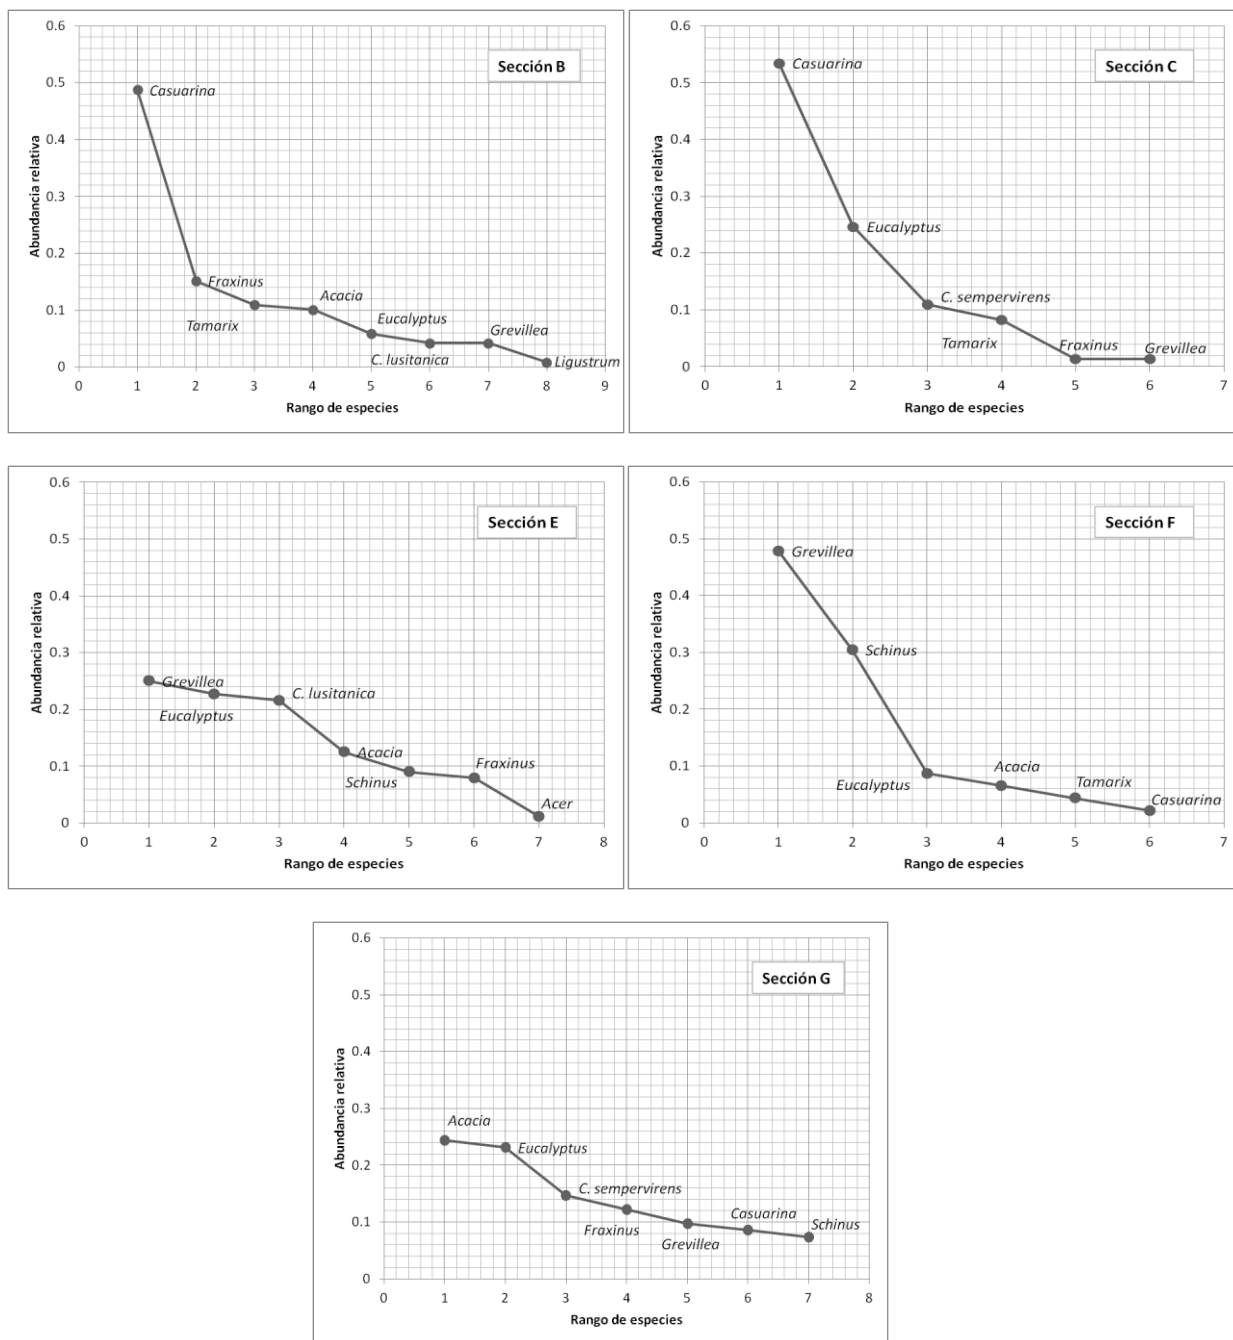 Sección B
Abundancia relativa
0.6
0.5
0.4
0.3
0.2
0.1
0
Casuarina
Fraxinus
Tamarix
Acacia
Eucalyptus
C. lusitanica
Grevillea
Ligustrum
0 1 2 3 4 5 6 7 8 9
Rango de especies
Sección C
Abundancia relativa
0.6
0.5
0.4
0.3
0.2
0.1
0
Casuarina
Eucalyptus
C. sempervirens
Tamarix
Fraxinus
Grevillea
0 1 2 3 4 5 6 7
Rango de especies
Sección E
Abundancia relativa
0.6
0.5
0.4
0.3
0.2
0.1
0
Grevillea
Eucalyptus
C. lusitanica
Acacia
Schinus
Fraxinus
Acer
0 1 2 3 4 5 6 7 8
Rango de especies
Sección F
Abundancia relativa
0.6
0.5
0.4
0.3
0.2
0.1
0
Grevillea
Schinus
Eucalyptus
Acacia
Tamarix
Casuarina
0 1 2 3 4 5 6 7
Rango de especies
Sección G
Abundancia relativa
0.6
0.5
0.4
0.3
0.2
0.1
0
Acacia
Eucalyptus
C. sempervirens
Fraxinus
Grevillea
Casuarina
Schinus
0 1 2 3 4 5 6 7 8
Rango de especies